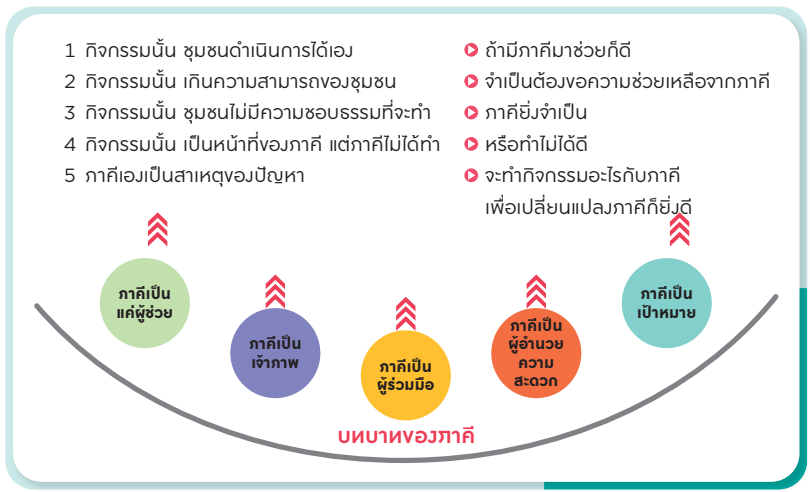 1 กิจกรรมนั้น ชุมชนดำเนินการได้เอง
ถ้ามีภาคีมาช่วยก็ดี
2 กิจกรรมนั้น เกินความสามารถของชุมชน
จำเป็นต้องขอความช่วยเหลือจากภาคี
3 กิจกรรมนั้น ชุมชนไม่มีความชอบธรรมที่จะทำ
ภาคียิ่งจำเป็น
4 กิจกรรมนั้น เป็นหน้าที่ของภาคี แต่ภาคีไม่ได้ทำ
หรือทำไม่ได้ดี
5 ภาคีเองเป็นสาเหตุของปัญหา
จะทำกิจกรรมอะไรกับภาคี
เพื่อเปลี่ยนแปลงภาคีก็ยิ่งดี
ภาคีเป็น
แค่ผู้ช่วย
ภาคีเป็น
เจ้าภาพ
ภาคีเป็น
ผู้ร่วมมือ
ภาคีเป็น
ผู้อำนวย
ความ
สะดวก
ภาคีเป็น
เป้าหมาย
บทบาทของภาคี